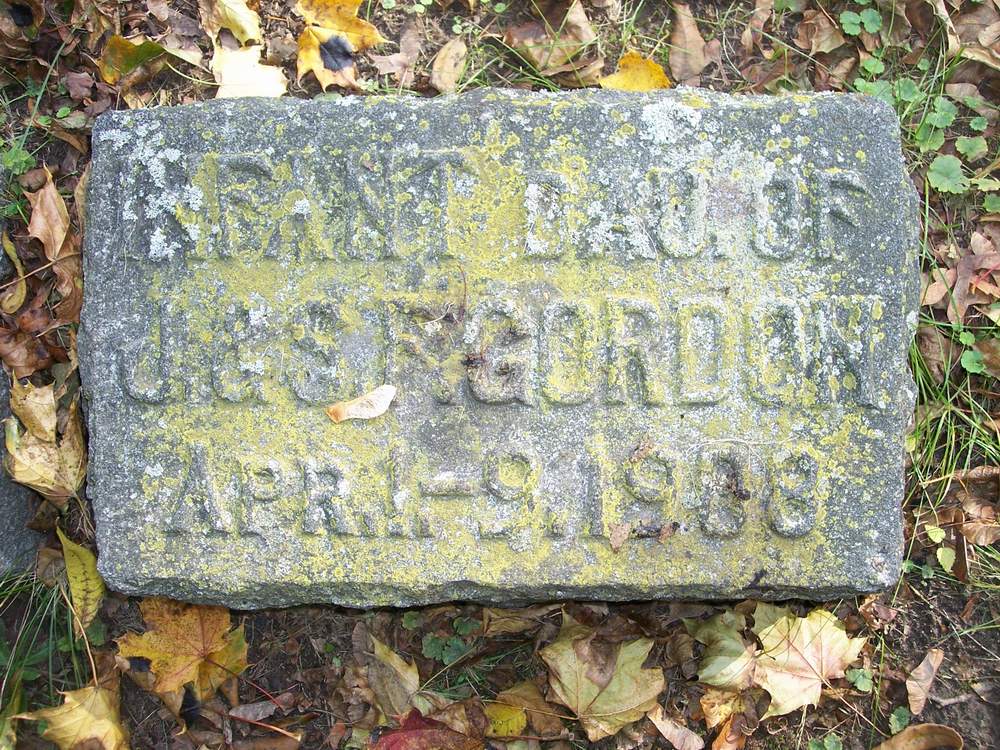 INFANT DAU. OF
J. & S. F. GORDON
APR. 1-9, 1908